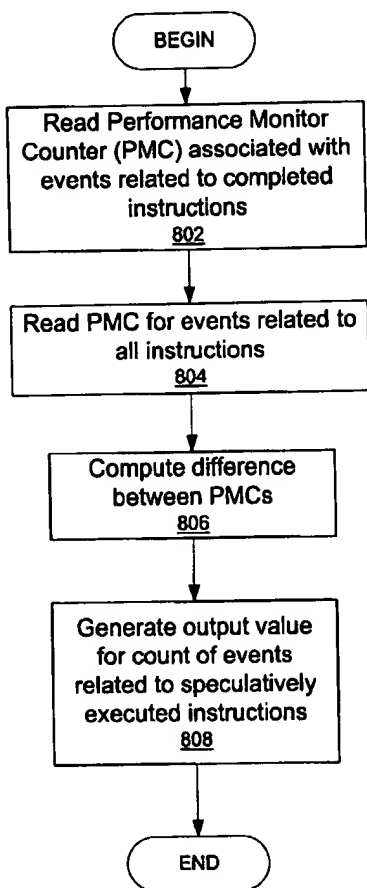 BEGIN
Read Performance Monitor
Counter (PMC) associated with
events related to completed
instructions
802
Read PMC for events related to
all instructions
804
Compute difference
between PMCs
806
Generate output value
for count of events
related to speculatively
executed instructions
808
END